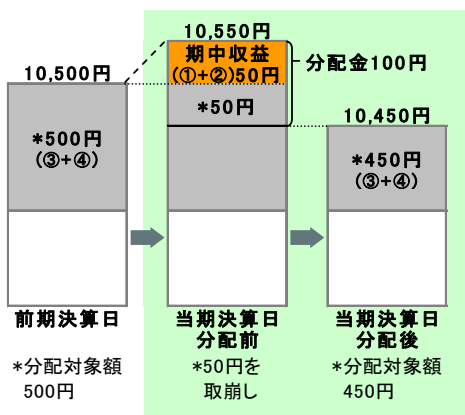 10,550円
期中収益
(①+②)50円
分配金100円
10,500円
*50円
10,450円
*500円
(③+④)
*450円
(③+④)
前期決算日
当期決算日
分配前
当期決算日
分配後
*分配対象額
500円
*50円を
取崩し
*分配対象額
450円